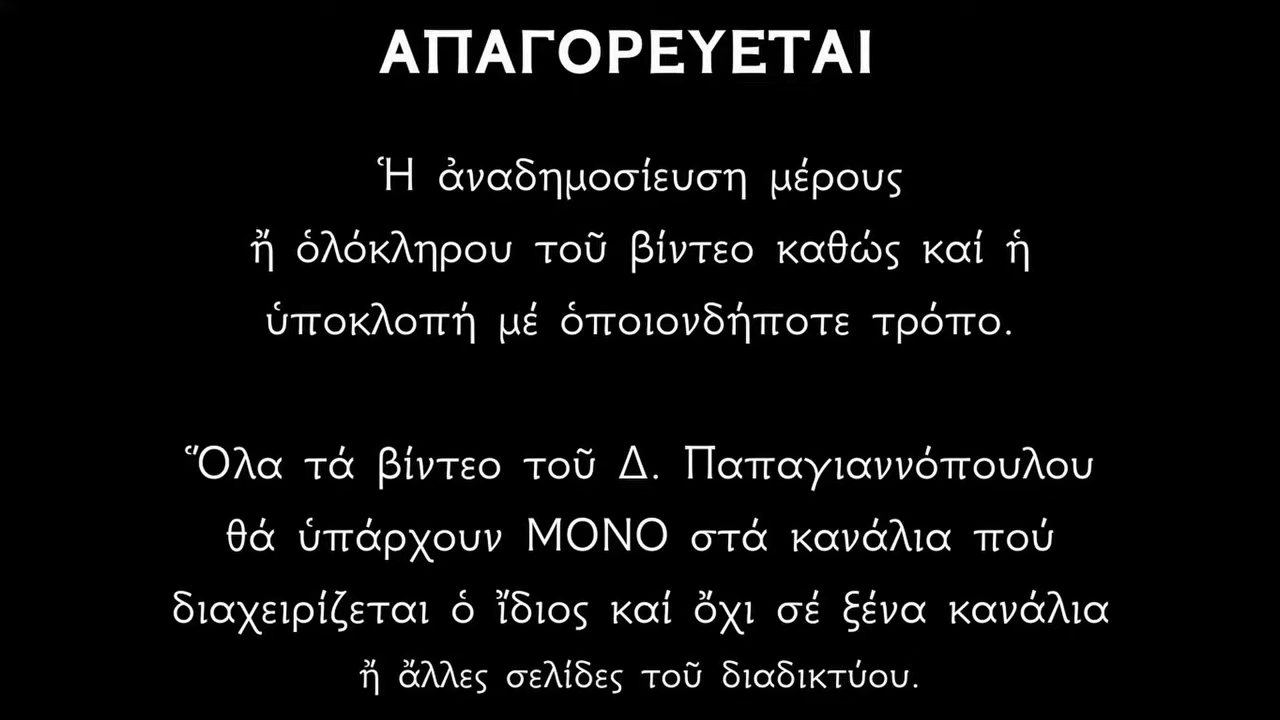 ΑΠΑΓΟΡΕΥΕΤΑΙ
Ἡ ἀναδημοσίευση μέρους
ἤ ὁλόκληρου τοῦ βίντεο καθώς καί ἡ
ὑποκλοπή μέ ὁποιονδήποτε τρόπο.
Ὅλα τά βίντεο τοῦ Δ. Παπαγιαννόπουλου
θά ὑπάρχουν ΜΟΝΟ στά κανάλια πού
διαχειρίζεται ὁ ἴδιος καί ὄχι σέ ξένα κανάλια
ἤ ἄλλες σελίδες τοῦ διαδικτύου.